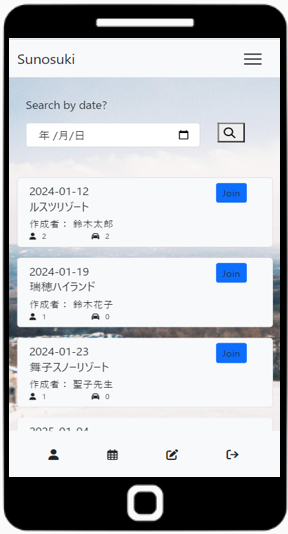 Sunosuki
Search by date?
年 /月/日
2024-01-12
Join
ルスツリゾート
作成者： 鈴木太郎
2 2
2024-01-19
Join
瑞穂ハイランド
作成者： 鈴木花子
1 0
2024-01-23
Join
舞子スノーリゾート
作成者： 聖子先生
1 0
2025-01-04